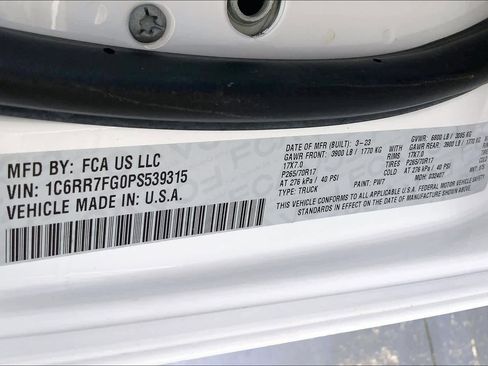 MFD BY: FCA US LLC
VIN: 1C6RR7FG0PS539315
VEHICLE MADE IN: U.S.A.
DATE OF MFR (BUILT): 3-23 GVWR: 6800 LB / 3085 KG
GAWR FRONT: 3900 LB / 1770 KG WITH GAWR REAR: 3900 LB / 1770 KG
17X7.0 RIMS 17X7.0
P265/70R17 TIRES P265/70R17
COLD AT 276 kPa / 40 PSI COLD AT 276 kPa / 40 PSI
TYPE: TRUCK PAINT: PW7 MDH: 032407
THIS VEHICLE CONFORMS TO ALL APPLICABLE U.S.A. FEDERAL MOTOR VEHICLE SAFETY
STANDARDS IN EFFECT ON THE DATE OF MANUFACTURE SHOWN ABOVE.